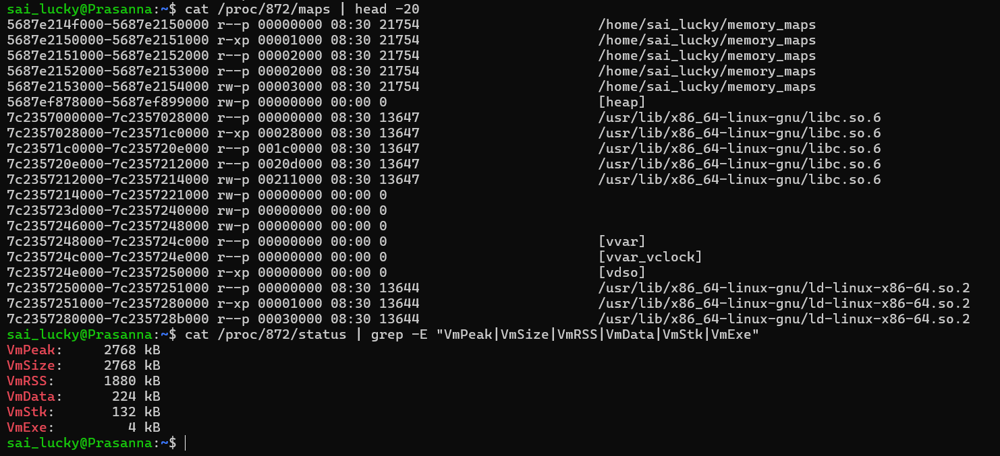 sai_lucky@Prasanna:~$ cat /proc/872/maps | head -20
5687e214f000-5687e2150000 r--p 00000000 08:30 21754 /home/sai_lucky/memory_maps
5687e2150000-5687e2151000 r-xp 00001000 08:30 21754 /home/sai_lucky/memory_maps
5687e2151000-5687e2152000 r--p 00002000 08:30 21754 /home/sai_lucky/memory_maps
5687e2152000-5687e2153000 r--p 00002000 08:30 21754 /home/sai_lucky/memory_maps
5687e2153000-5687e2154000 rw-p 00003000 08:30 21754 /home/sai_lucky/memory_maps
5687ef878000-5687ef899000 rw-p 00000000 00:00 0 [heap]
7c2357000000-7c2357028000 r--p 00000000 08:30 13647 /usr/lib/x86_64-linux-gnu/libc.so.6
7c2357028000-7c23571c0000 r-xp 00028000 08:30 13647 /usr/lib/x86_64-linux-gnu/libc.so.6
7c23571c0000-7c235720e000 r--p 001c0000 08:30 13647 /usr/lib/x86_64-linux-gnu/libc.so.6
7c235720e000-7c2357212000 r--p 0020d000 08:30 13647 /usr/lib/x86_64-linux-gnu/libc.so.6
7c2357212000-7c2357214000 rw-p 00211000 08:30 13647 /usr/lib/x86_64-linux-gnu/libc.so.6
7c2357214000-7c2357221000 rw-p 00000000 00:00 0
7c235723d000-7c2357240000 rw-p 00000000 00:00 0
7c2357246000-7c2357248000 rw-p 00000000 00:00 0
7c2357248000-7c235724c000 r--p 00000000 00:00 0 [vvar]
7c235724c000-7c235724e000 r--p 00000000 00:00 0 [vvar_vclock]
7c235724e000-7c2357250000 r-xp 00000000 00:00 0 [vdso]
7c2357250000-7c2357251000 r--p 00000000 08:30 13644 /usr/lib/x86_64-linux-gnu/ld-linux-x86-64.so.2
7c2357251000-7c2357280000 r-xp 00001000 08:30 13644 /usr/lib/x86_64-linux-gnu/ld-linux-x86-64.so.2
7c2357280000-7c235728b000 r--p 00030000 08:30 13644 /usr/lib/x86_64-linux-gnu/ld-linux-x86-64.so.2
sai_lucky@Prasanna:~$ cat /proc/872/status | grep -E "VmPeak|VmSize|VmRSS|VmData|VmStk|VmExe"
VmPeak: 2768 kB
VmSize: 2768 kB
VmRSS: 1880 kB
VmData: 224 kB
VmStk: 132 kB
VmExe: 4 kB
sai_lucky@Prasanna:~$